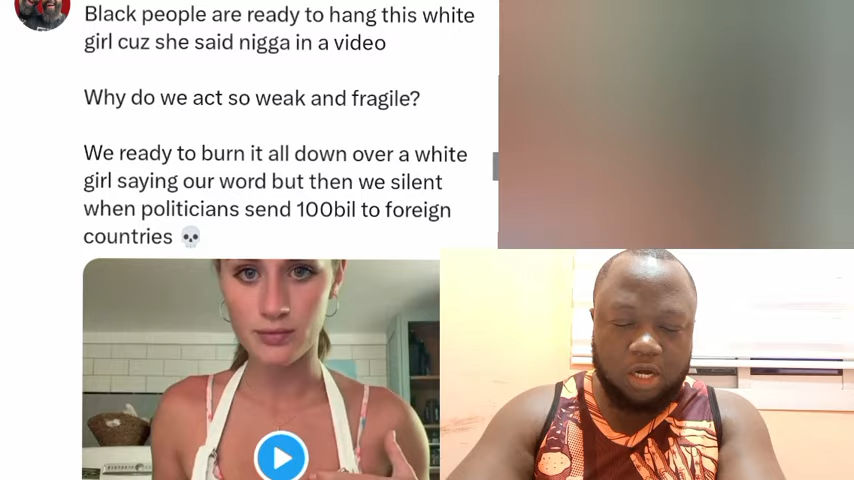 Black people are ready to hang this white
girl cuz she said nigga in a video
Why do we act so weak and fragile?
We ready to burn it all down over a white
girl saying our word but then we silent
when politicians send 100bil to foreign
countries 💀